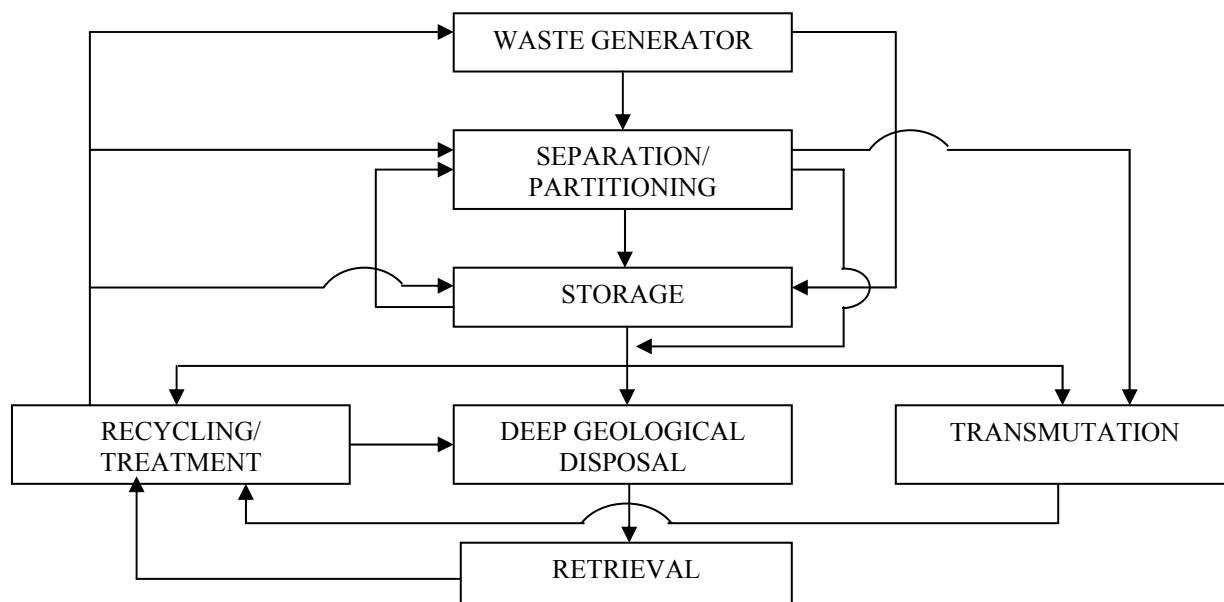 WASTE GENERATOR
SEPARATION/
PARTITIONING
STORAGE
RECYCLING/
TREATMENT
DEEP GEOLOGICAL
DISPOSAL
TRANSMUTATION
RETRIEVAL